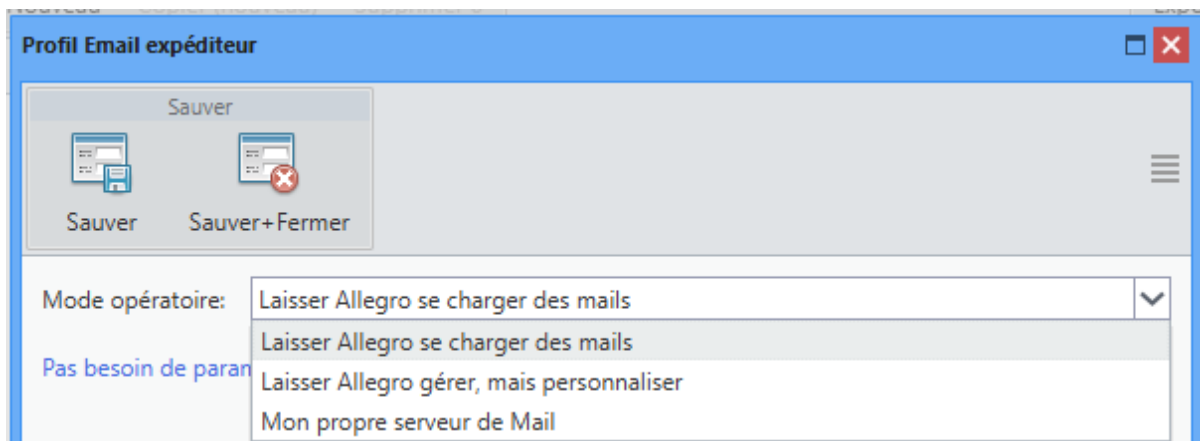 Profil Email expéditeur
Sauver
Sauver
Sauver+Fermer
Mode opératoire:
Laisser Allegro se charger des mails
Laisser Allegro se charger des mails
Pas besoin de
Laisser Allegro gérer, mais personnaliser
Mon propre serveur de Mail